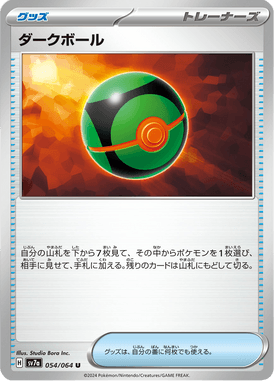 グッズ
トレーナーズ
ダークボール
自分の山札を下から7枚見て、その中からポケモンを1枚選び、
相手に見せて、手札に加える。残りのカードは山札にもどして切る。
Illus. Studio Bora Inc.
H sv7a 054/064 U
グッズは、自分の番に何枚でも使える。
©2024 Pokémon/Nintendo/Creatures/GAME FREAK.